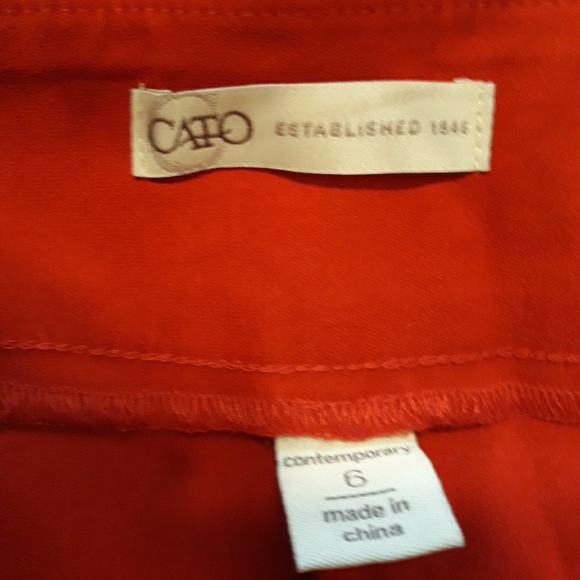 CATO ESTABLISHED 1946
contemporary
6
made in
china